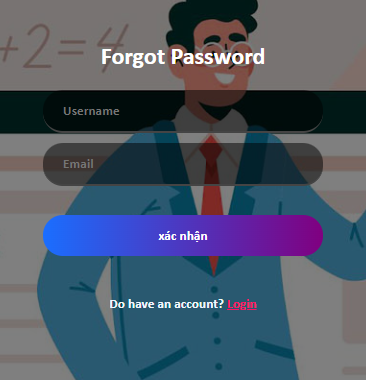 +2=4
Forgot Password
Username
Email
xác nhận
Do have an account? Login